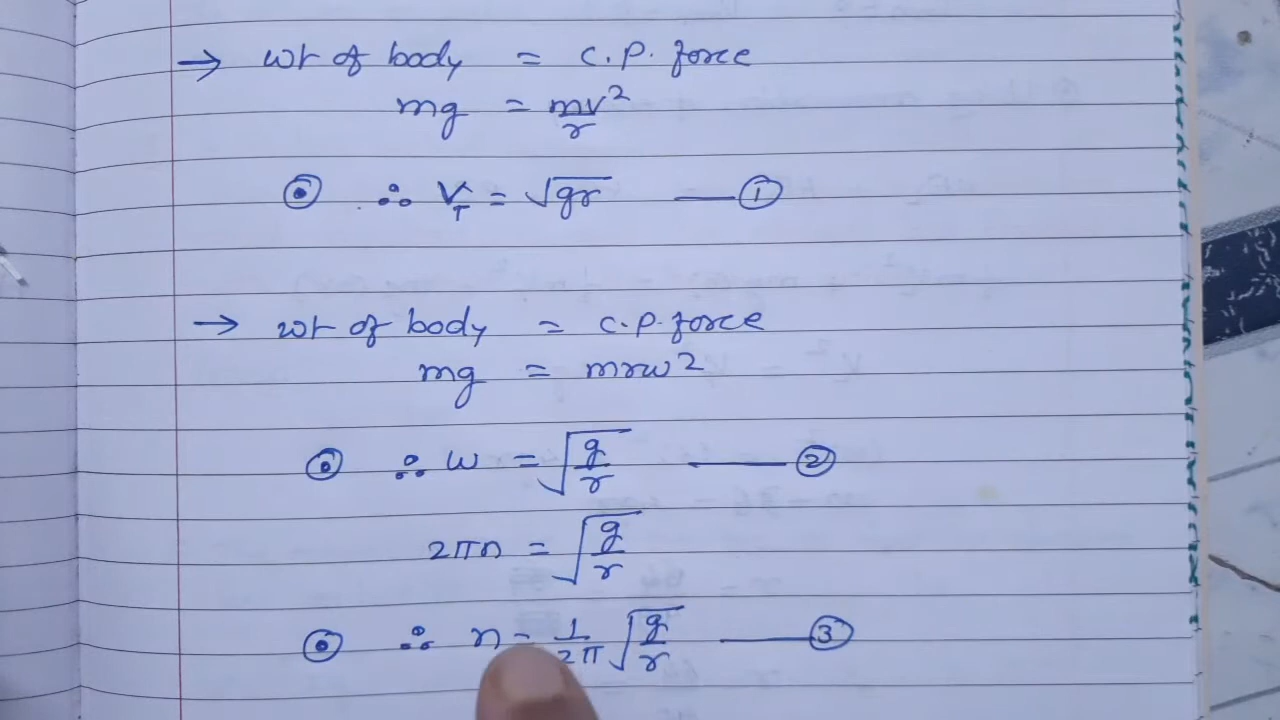 → wt of body = C.P. force
mg = mv²/r
⊙ ∴ V_T = √gr —— ①
→ wt of body = C.P. force
mg = mrω²
⊙ ∴ ω = √(g/r) —— ②
2πn = √(g/r)
⊙ ∴ n = 1/2π √(g/r) —— ③